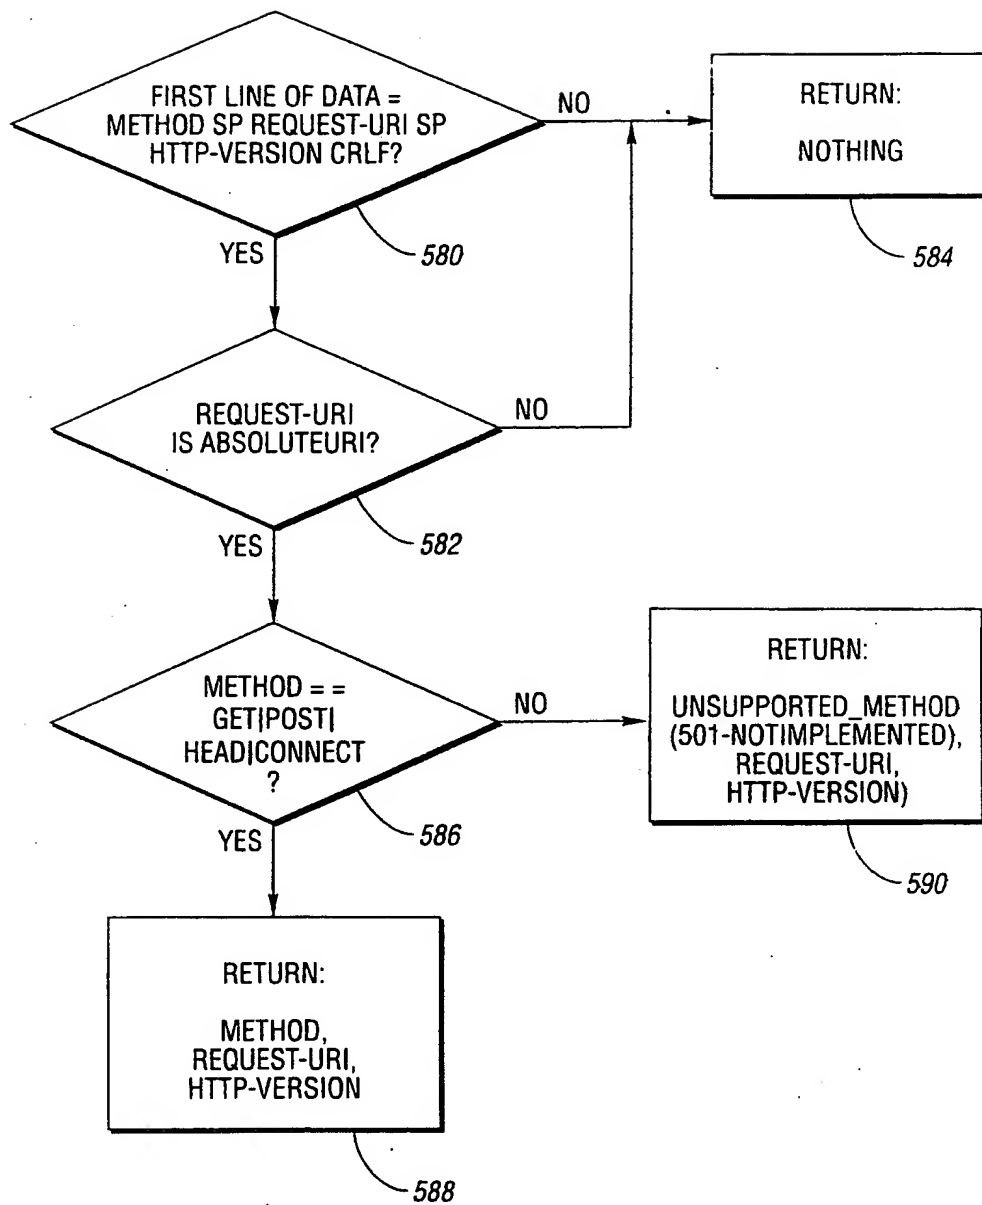 FIRST LINE OF DATA =
METHOD SP REQUEST-URI SP
HTTP-VERSION CRLF?
NO
RETURN:
NOTHING
YES
580
584
REQUEST-URI
IS ABSOLUTEURI?
NO
YES
582
METHOD = =
GET|POST|
HEAD|CONNECT
?
NO
RETURN:
UNSUPPORTED_METHOD
(501-NOTIMPLEMENTED),
REQUEST-URI,
HTTP-VERSION)
YES
586
590
RETURN:
METHOD,
REQUEST-URI,
HTTP-VERSION
588